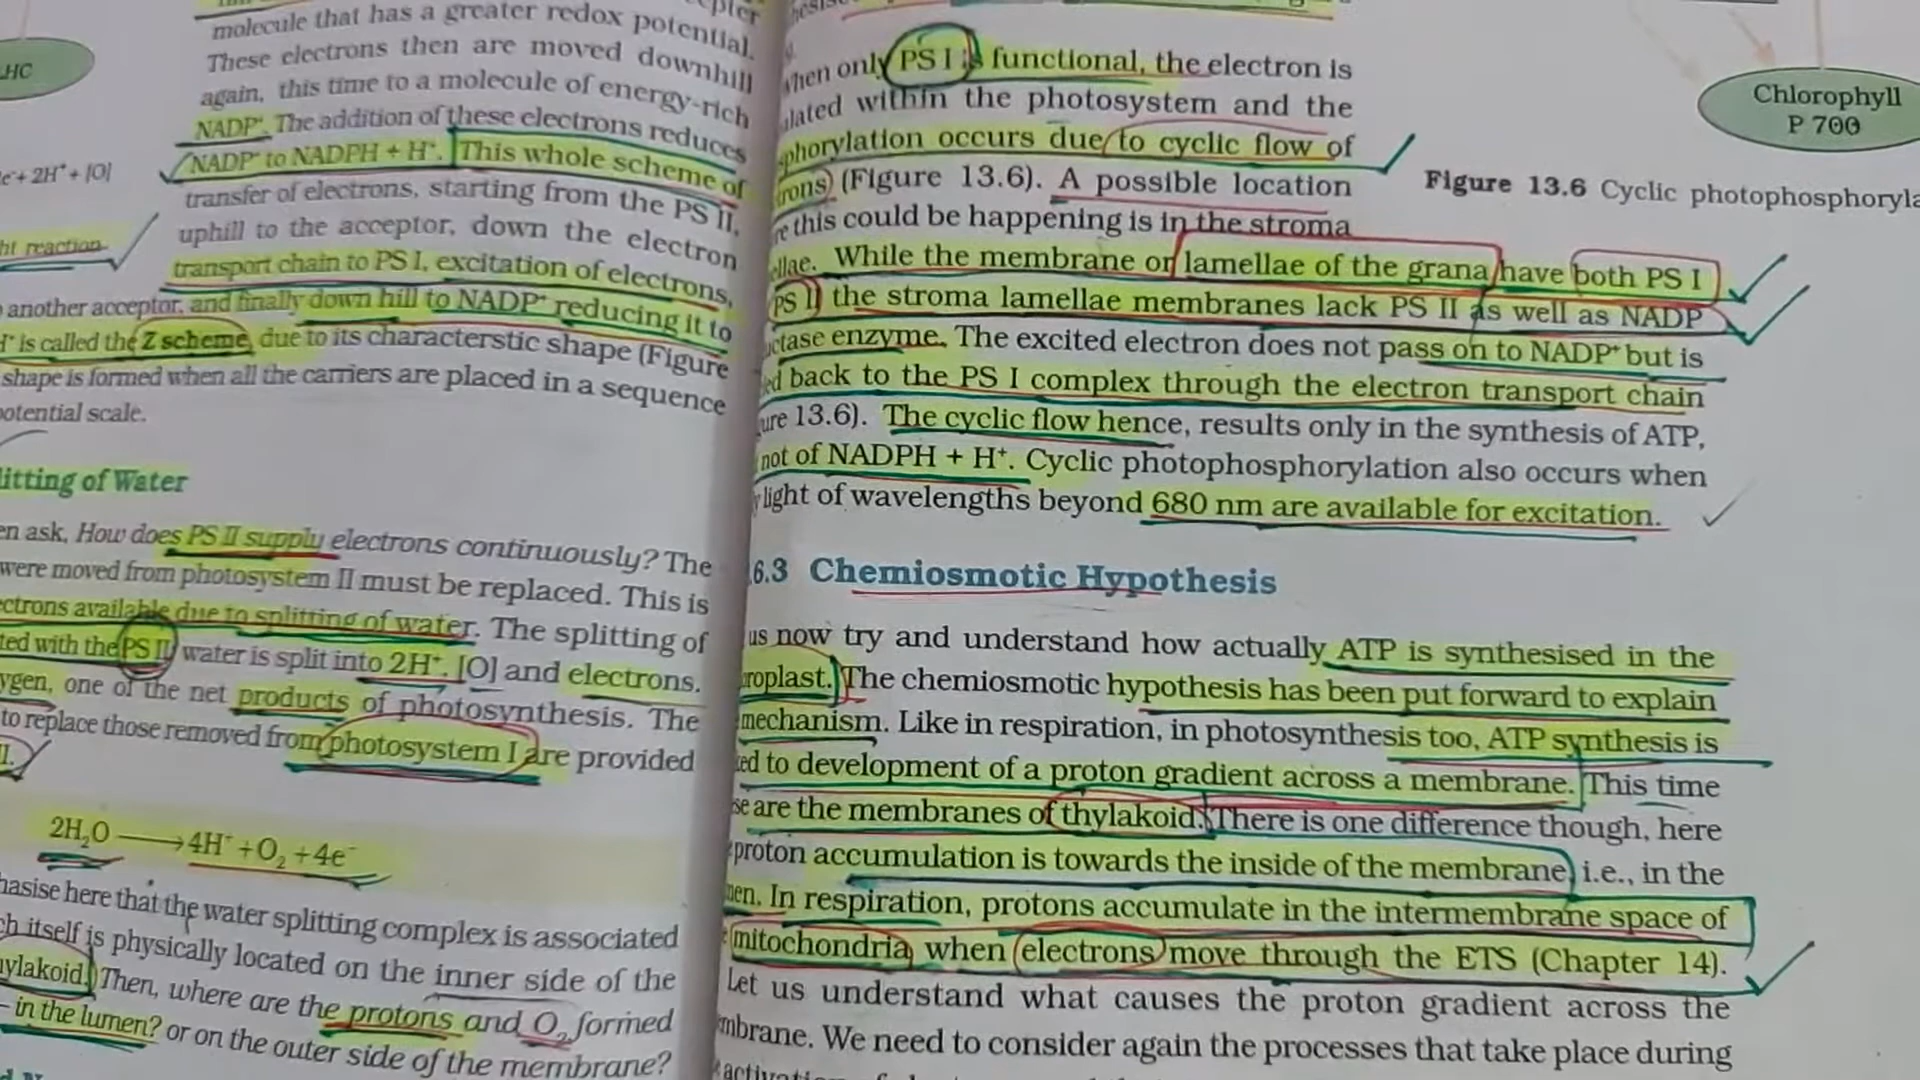 molecule that has a greater redox potential.
These electrons then are moved downhill
again, this time to a molecule of energy-rich
NADP⁺. The addition of these electrons reduces
NADP⁺ to NADPH + H⁺. This whole scheme of
transfer of electrons, starting from the PS II,
uphill to the acceptor, down the electron
transport chain to PS I, excitation of electrons,
another acceptor, and finally down hill to NADP⁺ reducing it to
is called the Z scheme, due to its characterstic shape (Figure
shape is formed when all the carriers are placed in a sequence
potential scale.
LHC
e⁻+ 2H⁺ + [O]
ht reaction
litting of Water
en ask, How does PS II supply electrons continuously? The
were moved from photosystem II must be replaced. This is
ctrons available due to splitting of water. The splitting of
ted with the PS II; water is split into 2H⁺, [O] and electrons.
ygen, one of the net products of photosynthesis. The
to replace those removed from photosystem I are provided
II.
2H₂O ⟶ 4H⁺ + O₂ + 4e⁻
hasise here that the water splitting complex is associated
ch itself is physically located on the inner side of the
hylakoid. Then, where are the protons and O₂ formed
– in the lumen? or on the outer side of the membrane?
when only PS I is functional, the electron is
ulated within the photosystem and the
phorylation occurs due to cyclic flow of
rons) (Figure 13.6). A possible location
re this could be happening is in the stroma
ellae. While the membrane or lamellae of the grana have both PS I
PS II the stroma lamellae membranes lack PS II as well as NADP
uctase enzyme. The excited electron does not pass on to NADP⁺ but is
ed back to the PS I complex through the electron transport chain
ure 13.6). The cyclic flow hence, results only in the synthesis of ATP,
not of NADPH + H⁺. Cyclic photophosphorylation also occurs when
light of wavelengths beyond 680 nm are available for excitation.
Chlorophyll
P 700
Figure 13.6 Cyclic photophosphoryla
6.3 Chemiosmotic Hypothesis
us now try and understand how actually ATP is synthesised in the
roplast. The chemiosmotic hypothesis has been put forward to explain
mechanism. Like in respiration, in photosynthesis too, ATP synthesis is
ked to development of a proton gradient across a membrane. This time
se are the membranes of thylakoid. There is one difference though, here
proton accumulation is towards the inside of the membrane, i.e., in the
men. In respiration, protons accumulate in the intermembrane space of
mitochondria when electrons move through the ETS (Chapter 14).
Let us understand what causes the proton gradient across the
mbrane. We need to consider again the processes that take place during